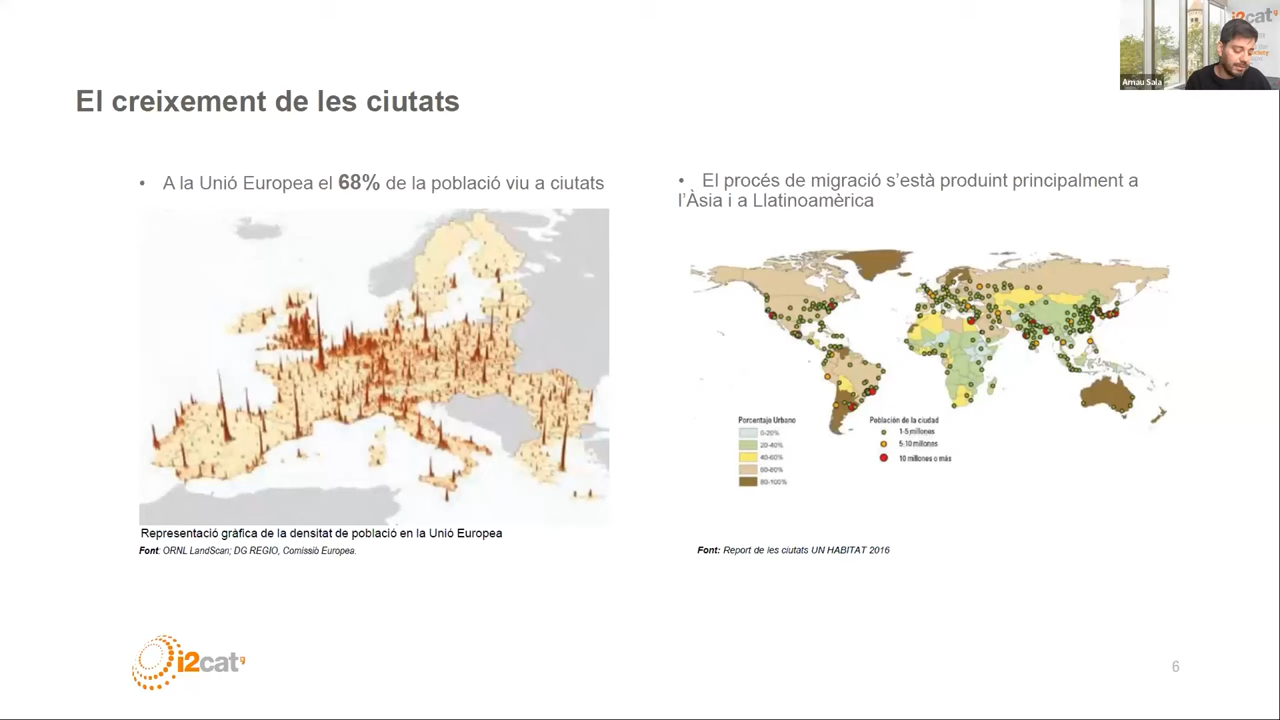 i2cat
Arnau Sala
El creixement de les ciutats
• A la Unió Europea el 68% de la població viu a ciutats
• El procés de migració s'està produint principalment a
l'Àsia i a Llatinoamèrica
Porcentaje Urbano
0-20%
20-40%
40-60%
60-80%
80-100%
Población de la ciudad
1-5 millones
5-10 millones
10 millones o más
Representació gràfica de la densitat de població en la Unió Europea
Font: ORNL LandScan; DG REGIO, Comissió Europea.
Font: Report de les ciutats UN HABITAT 2016
i2cat
6